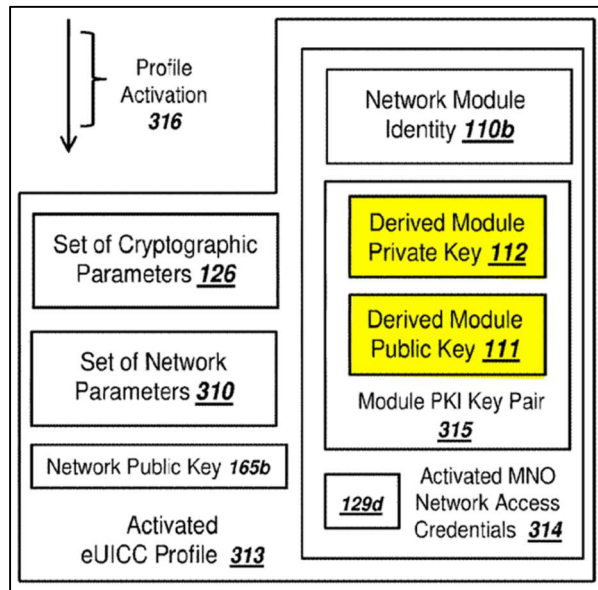 Profile
Activation
316
Network Module
Identity 110b
Set of Cryptographic
Parameters 126
Derived Module
Private Key 112
Derived Module
Public Key 111
Set of Network
Parameters 310
Module PKI Key Pair
315
Network Public Key 165b
129d
Activated MNO
Network Access
Credentials 314
Activated
eUICC Profile 313